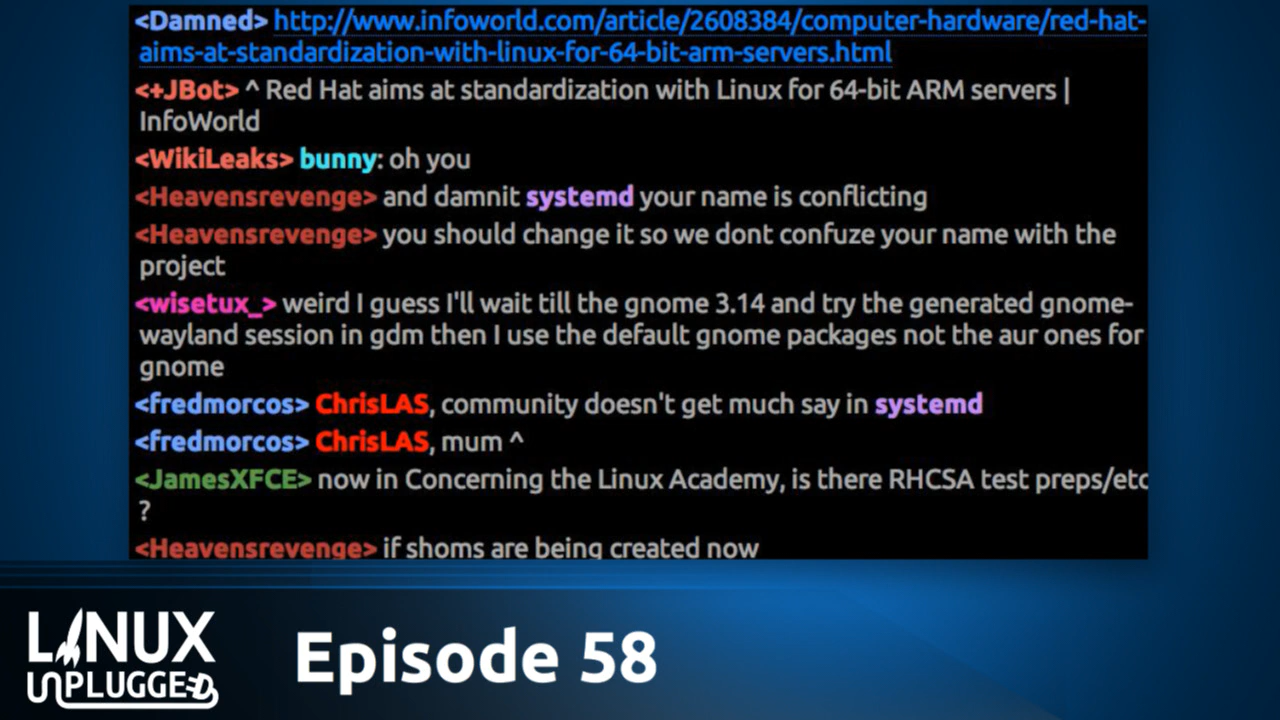 <Damned> http://www.infoworld.com/article/2608384/computer-hardware/red-hat-
aims-at-standardization-with-linux-for-64-bit-arm-servers.html
<+JBot> ^ Red Hat aims at standardization with Linux for 64-bit ARM servers |
InfoWorld
<WikiLeaks> bunny: oh you
<Heavensrevenge> and damnit systemd your name is conflicting
<Heavensrevenge> you should change it so we dont confuze your name with the
project
<wisetux_> weird I guess I'll wait till the gnome 3.14 and try the generated gnome-
wayland session in gdm then I use the default gnome packages not the aur ones for
gnome
<fredmorcos> ChrisLAS, community doesn't get much say in systemd
<fredmorcos> ChrisLAS, mum ^
<JamesXFCE> now in Concerning the Linux Academy, is there RHCSA test preps/etc
?
<Heavensrevenge> if shoms are being created now
LINUX
UNPLUGGED
Episode 58